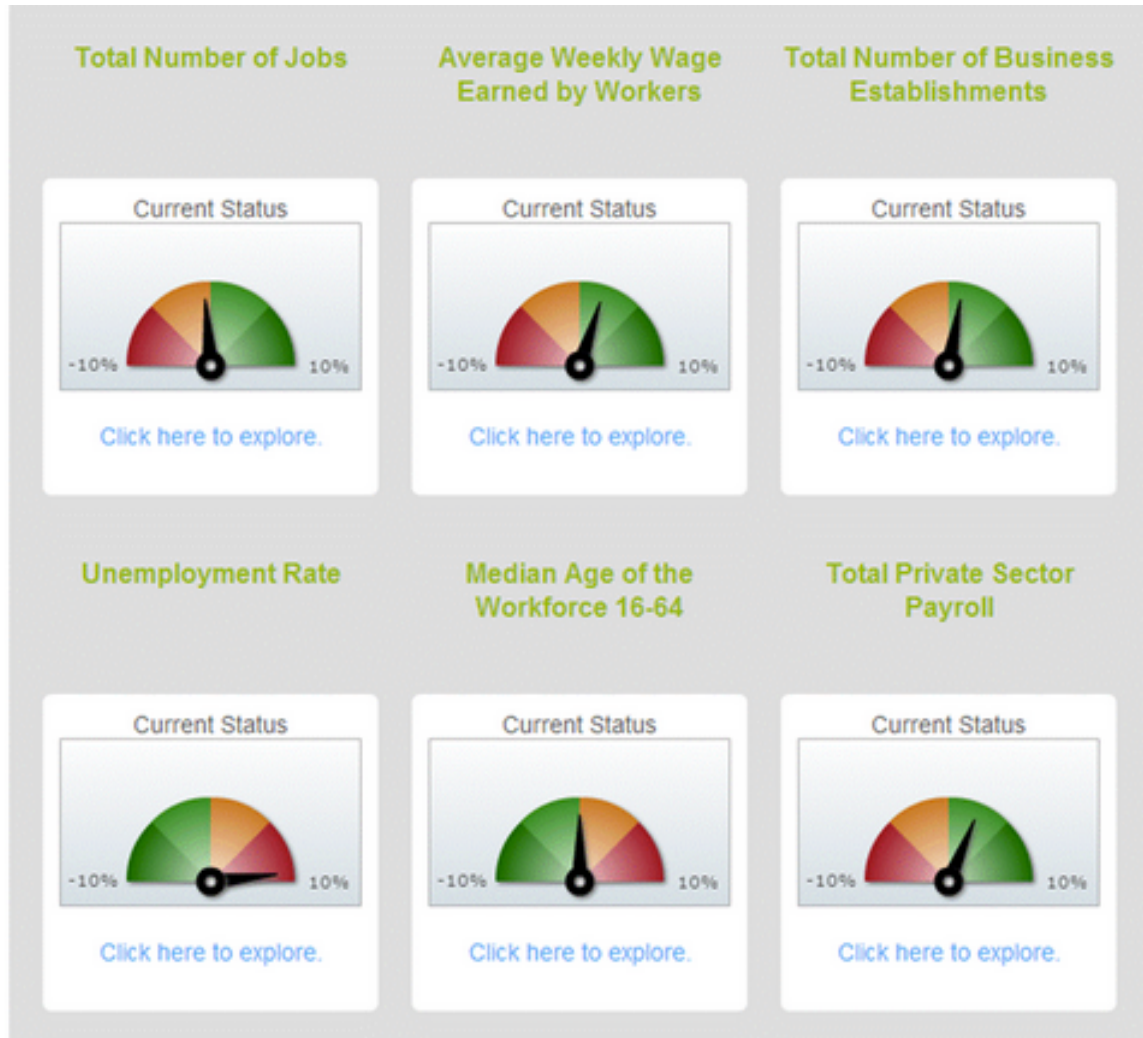 Total Number of Jobs
Average Weekly Wage
Earned by Workers
Total Number of Business
Establishments
Current Status
-10%
10%
Click here to explore.
Current Status
-10%
10%
Click here to explore.
Current Status
-10%
10%
Click here to explore.
Unemployment Rate
Median Age of the
Workforce 16-64
Total Private Sector
Payroll
Current Status
-10%
10%
Click here to explore.
Current Status
-10%
10%
Click here to explore.
Current Status
-10%
10%
Click here to explore.